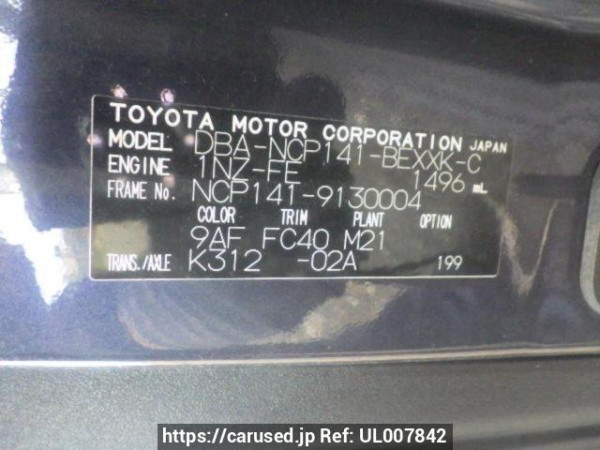 TOYOTA MOTOR CORPORATION JAPAN
MODEL DBA-NCP141-BEXXK-C
ENGINE 1NZ-FE 1496 mL
FRAME No. NCP141-9130004
COLOR TRIM PLANT OPTION
9AF FC40 M21
TRANS./AXLE K312 -02A 199
https://carused.jp Ref: UL007842